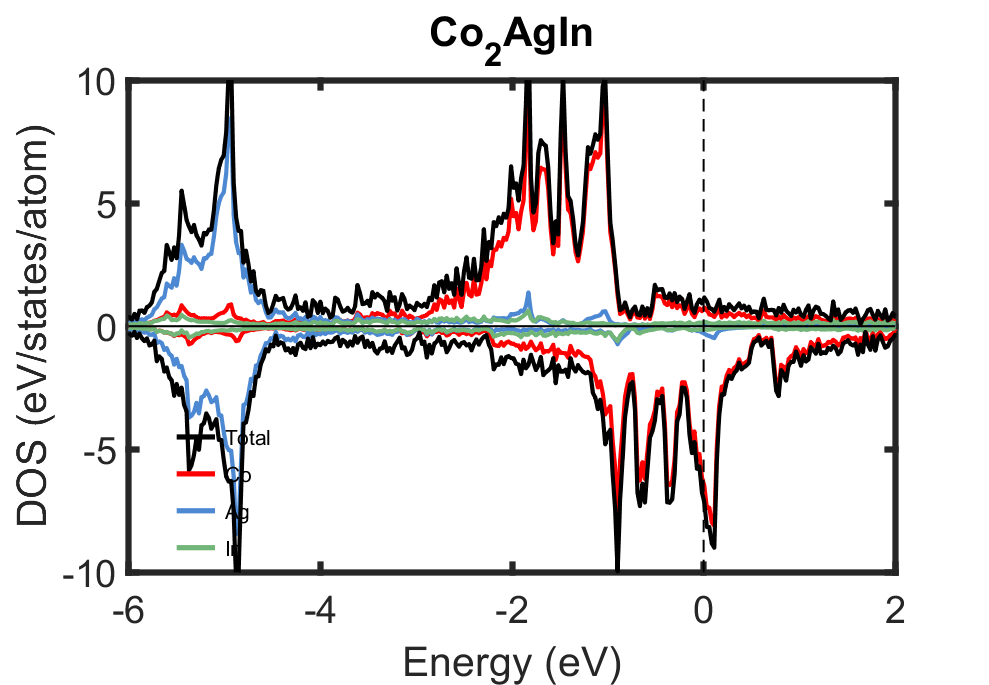 Co₂AgIn
DOS (eV/states/atom)
10
5
0
-5
-10
Total
Co
Ag
In
-6
-4
-2
0
2
Energy (eV)